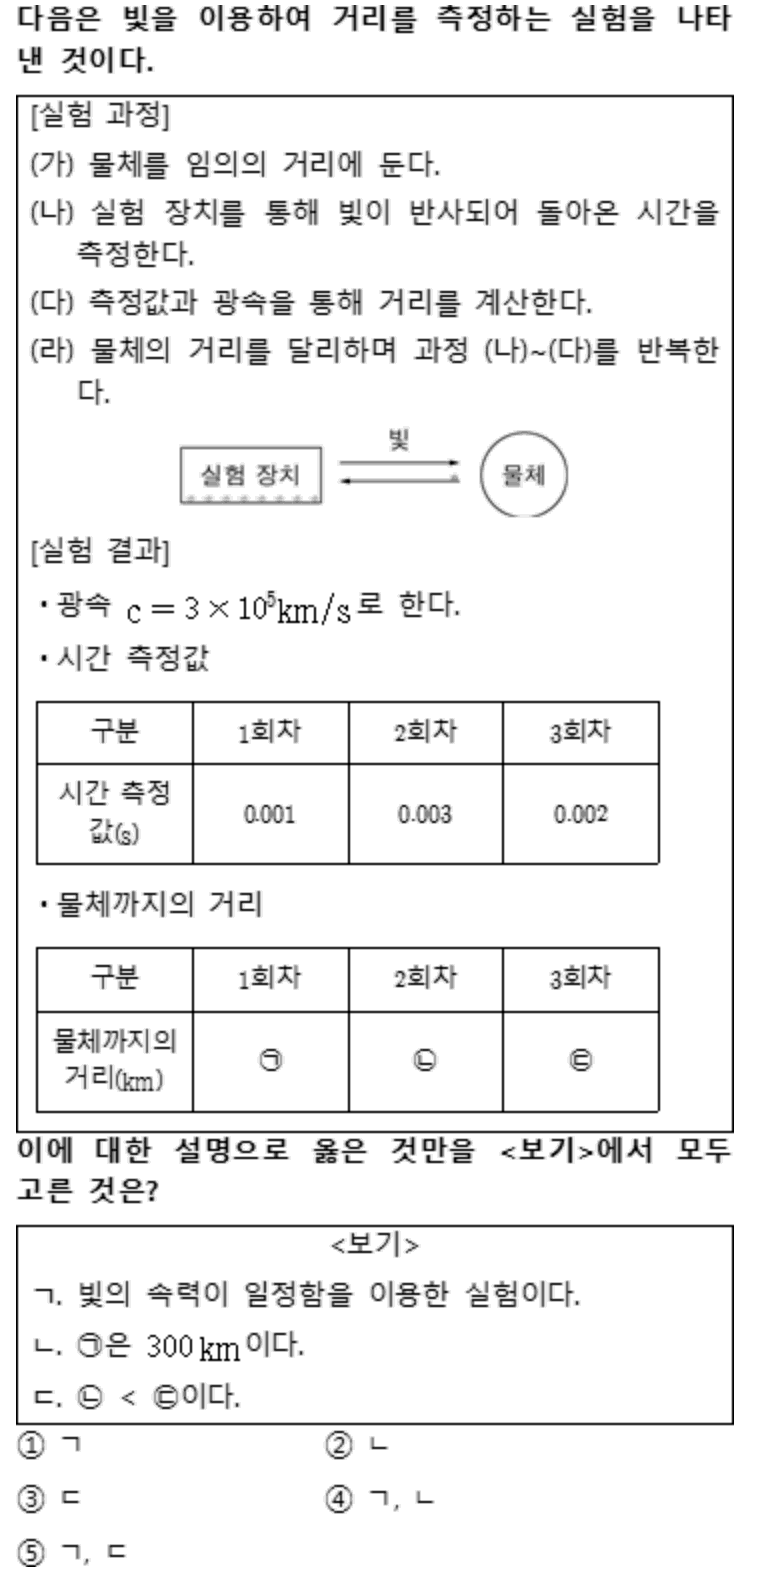 다음은 빛을 이용하여 거리를 측정하는 실험을 나타
낸 것이다.
[실험 과정]
(가) 물체를 임의의 거리에 둔다.
(나) 실험 장치를 통해 빛이 반사되어 돌아온 시간을
측정한다.
(다) 측정값과 광속을 통해 거리를 계산한다.
(라) 물체의 거리를 달리하며 과정 (나)~(다)를 반복한
다.
빛
실험 장치 물체
[실험 결과]
・광속 c = 3 × 10⁵km/s로 한다.
・시간 측정값
구분 1회차 2회차 3회차
시간 측정
값(s) 0.001 0.003 0.002
・물체까지의 거리
구분 1회차 2회차 3회차
물체까지의
거리(km) ㉠ ㉡ ㉢
이에 대한 설명으로 옳은 것만을 <보기>에서 모두
고른 것은?
<보기>
ㄱ. 빛의 속력이 일정함을 이용한 실험이다.
ㄴ. ㉠은 300km이다.
ㄷ. ㉡ < ㉢이다.
① ㄱ ② ㄴ
③ ㄷ ④ ㄱ, ㄴ
⑤ ㄱ, ㄷ